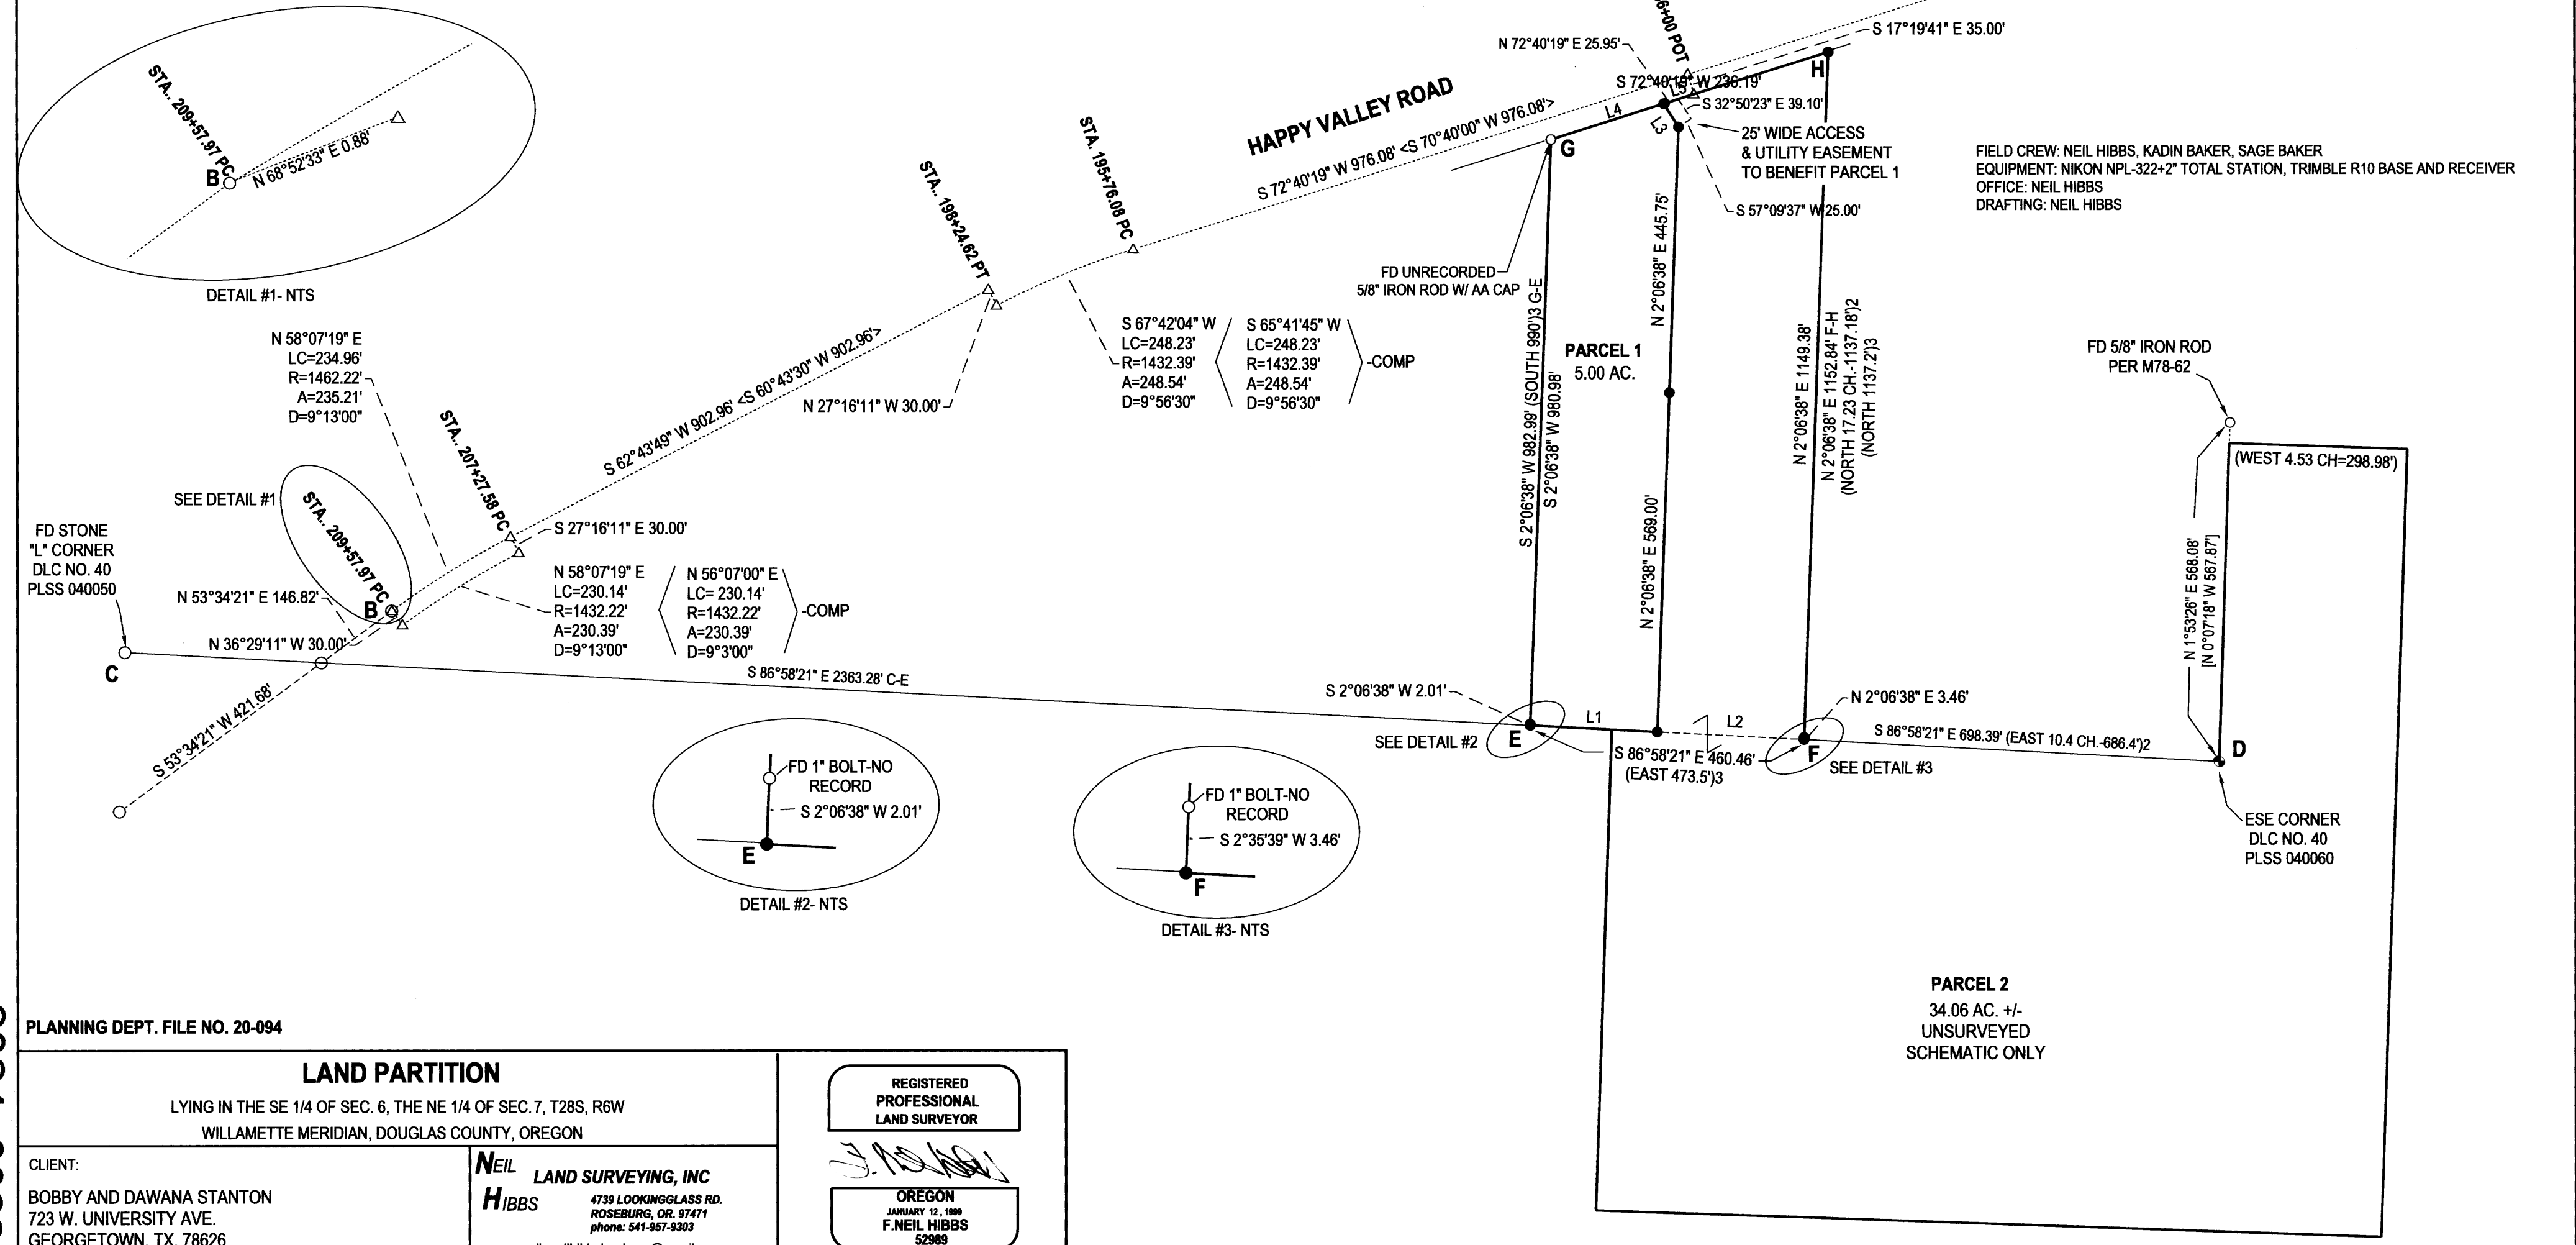 STA.. 209+57.97 PC
B
N 68°52'33" E 0.88'
DETAIL #1- NTS
6+00 POT
N 72°40'19" E 25.95'
S 17°19'41" E 35.00'
S 72°40'19" W 236.19'
H
L5
L4
L3
S 32°50'23" E 39.10'
25' WIDE ACCESS
& UTILITY EASEMENT
TO BENEFIT PARCEL 1
S 57°09'37" W 25.00'
HAPPY VALLEY ROAD
S 72°40'19" W 976.08' <S 70°40'00" W 976.08'>
G
FIELD CREW: NEIL HIBBS, KADIN BAKER, SAGE BAKER
EQUIPMENT: NIKON NPL-322+2" TOTAL STATION, TRIMBLE R10 BASE AND RECEIVER
OFFICE: NEIL HIBBS
DRAFTING: NEIL HIBBS
STA. 195+76.08 PC
STA.. 198+24.62 PT
FD UNRECORDED
5/8" IRON ROD W/ AA CAP
N 58°07'19" E
LC=234.96'
R=1462.22'
A=235.21'
D=9°13'00"
S 62°43'49" W 902.96' <S 60°43'30" W 902.96'>
N 27°16'11" W 30.00'
S 67°42'04" W
LC=248.23'
R=1432.39'
A=248.54'
D=9°56'30"
S 65°41'45" W
LC=248.23'
R=1432.39'
A=248.54'
D=9°56'30"
-COMP
S 2°06'38" W 982.99' (SOUTH 990')3 G-E
S 2°06'38" W 980.98'
PARCEL 1
5.00 AC.
N 2°06'38" E 445.75'
N 2°06'38" E 569.00'
N 2°06'38" E 1149.38'
N 2°06'38" E 1152.84' F-H
(NORTH 17.23 CH.-1137.18')2
(NORTH 1137.2')3
FD 5/8" IRON ROD
PER M78-62
(WEST 4.53 CH=298.98')
N 1°53'26" E 568.08'
[N 0°07'18" W 567.87']
STA.. 207+27.58 PC
SEE DETAIL #1
STA.. 209+57.97 PC
B
S 27°16'11" E 30.00'
FD STONE
"L" CORNER
DLC NO. 40
PLSS 040050
N 53°34'21" E 146.82'
N 36°29'11" W 30.00'
N 58°07'19" E
LC=230.14'
R=1432.22'
A=230.39'
D=9°13'00"
N 56°07'00" E
LC= 230.14'
R=1432.22'
A=230.39'
D=9°3'00"
-COMP
C
S 86°58'21" E 2363.28' C-E
S 53°34'21" W 421.68'
S 2°06'38" W 2.01'
SEE DETAIL #2
E
L1
L2
S 86°58'21" E 460.46'
(EAST 473.5')3
N 2°06'38" E 3.46'
F
SEE DETAIL #3
S 86°58'21" E 698.39' (EAST 10.4 CH.-686.4')2
D
ESE CORNER
DLC NO. 40
PLSS 040060
FD 1" BOLT-NO
RECORD
S 2°06'38" W 2.01'
E
DETAIL #2- NTS
FD 1" BOLT-NO
RECORD
S 2°35'39" W 3.46'
F
DETAIL #3- NTS
PARCEL 2
34.06 AC. +/-
UNSURVEYED
SCHEMATIC ONLY
PLANNING DEPT. FILE NO. 20-094
LAND PARTITION
LYING IN THE SE 1/4 OF SEC. 6, THE NE 1/4 OF SEC. 7, T28S, R6W
WILLAMETTE MERIDIAN, DOUGLAS COUNTY, OREGON
CLIENT:
BOBBY AND DAWANA STANTON
723 W. UNIVERSITY AVE.
GEORGETOWN, TX. 78626
NEIL
HIBBS
LAND SURVEYING, INC
4739 LOOKINGGLASS RD.
ROSEBURG, OR. 97471
phone: 541-957-9303
REGISTERED
PROFESSIONAL
LAND SURVEYOR
OREGON
JANUARY 12, 1999
F.NEIL HIBBS
52989